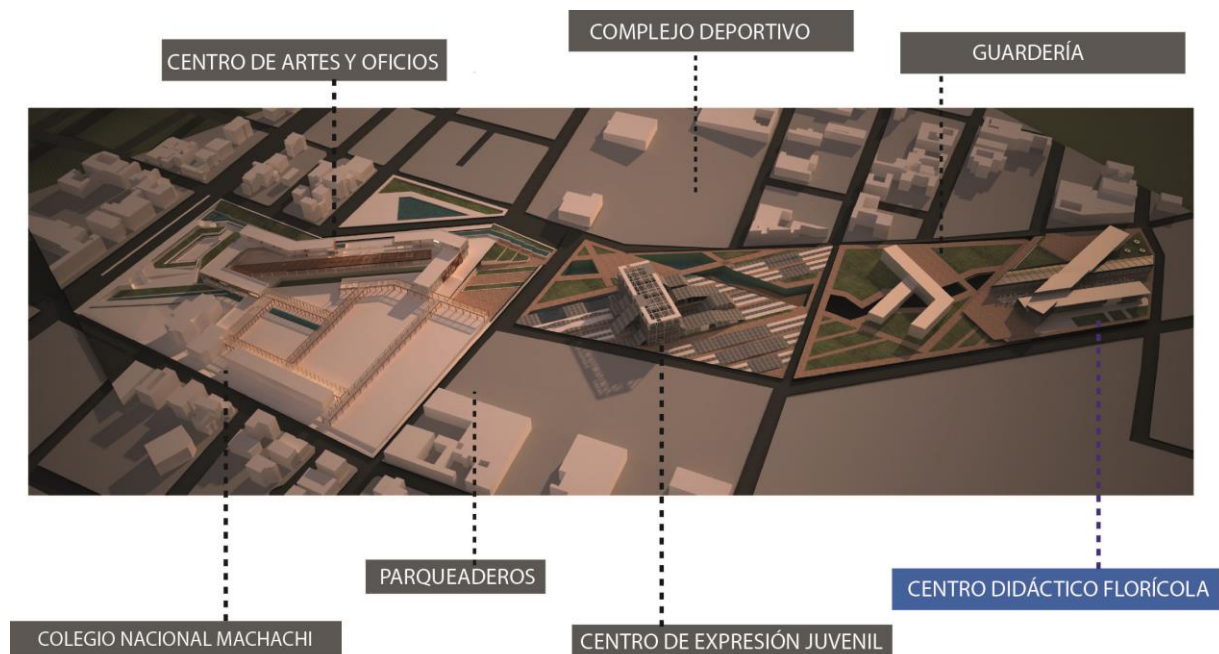 COMPLEJO DEPORTIVO
CENTRO DE ARTES Y OFICIOS
GUARDERÍA
PARQUEADEROS
CENTRO DIDÁCTICO FLORÍCOLA
COLEGIO NACIONAL MACHACHI
CENTRO DE EXPRESIÓN JUVENIL